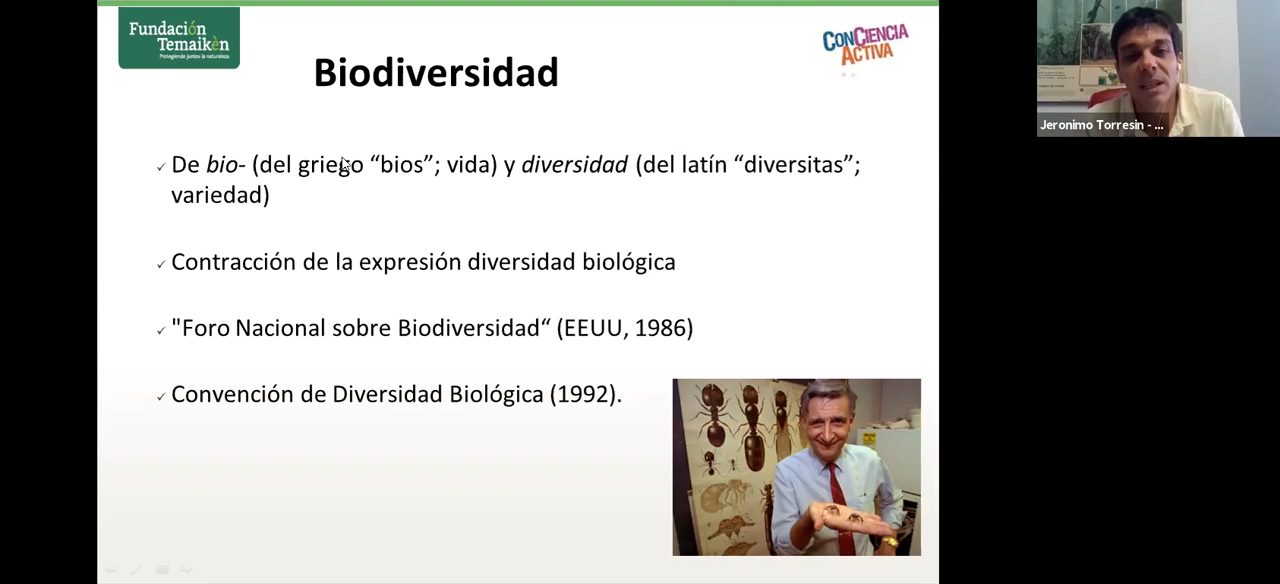 Fundación
Temaikèn
Protegiendo juntos la naturaleza
CONCIENCIA
ACTIVA
Biodiversidad
✓ De bio- (del griego “bios”; vida) y diversidad (del latín “diversitas”;
variedad)
✓ Contracción de la expresión diversidad biológica
✓ "Foro Nacional sobre Biodiversidad“ (EEUU, 1986)
✓ Convención de Diversidad Biológica (1992).
Jeronimo Torresin - ...